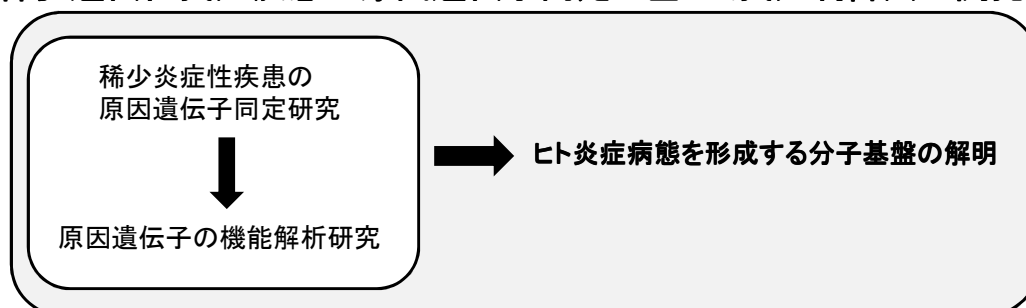 稀少炎症性疾患の
原因遺伝子同定研究
ヒト炎症病態を形成する分子基盤の解明
原因遺伝子の機能解析研究